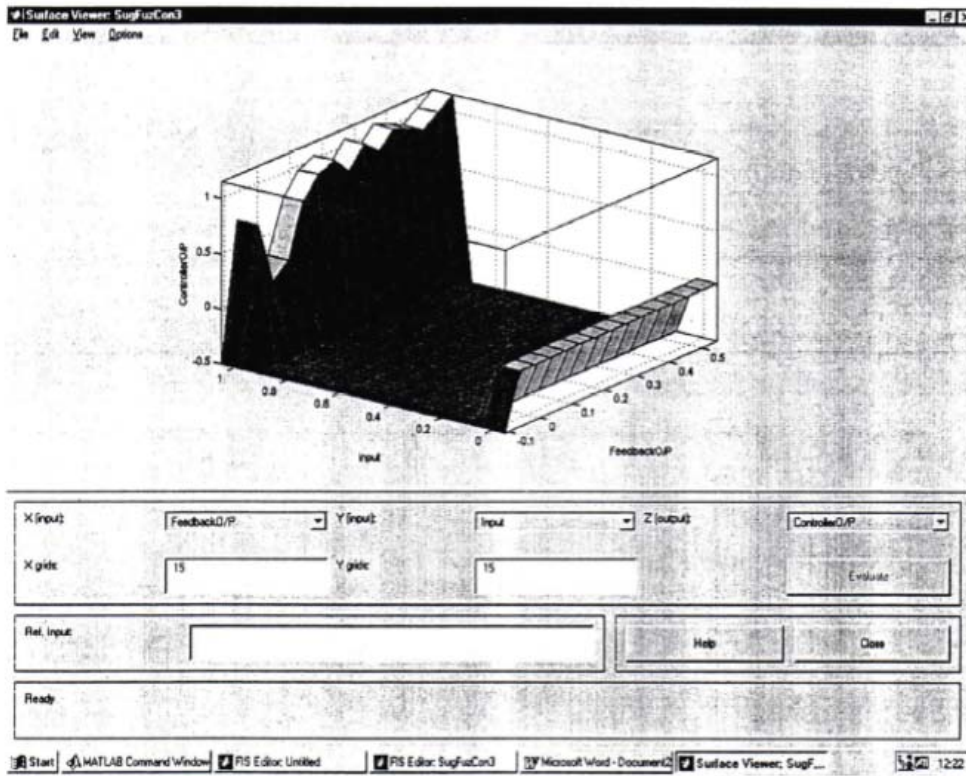 Surface Viewer: SugFuzCon3
File Edit View Options
1
0.5
0
-0.5
ControllerO/P
1
0.8
0.6
0.4
0.2
0
Input
-0.1
0
0.1
0.2
0.3
0.4
0.5
FeedbackO/P
X (input): FeedbackO/P Y (input): Input Z (output): ControllerO/P
X grids: 15 Y grids: 15 Evaluate
Ref. Input: Help Close
Ready
Start MATLAB Command Window FIS Editor: Untitled FIS Editor: SugFuzCon3 Microsoft Word - Document2 Surface Viewer: SugF... 12:22